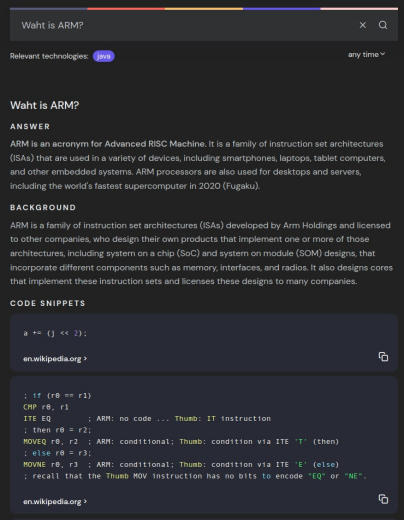 Waht is ARM?
Relevant technologies: java any time
Waht is ARM?
ANSWER
ARM is an acronym for Advanced RISC Machine. It is a family of instruction set architectures
(ISAs) that are used in a variety of devices, including smartphones, laptops, tablet computers,
and other embedded systems. ARM processors are also used for desktops and servers,
including the world's fastest supercomputer in 2020 (Fugaku).
BACKGROUND
ARM is a family of instruction set architectures (ISAs) developed by Arm Holdings and licensed
to other companies, who design their own products that implement one or more of those
architectures, including system on a chip (SoC) and system on module (SOM) designs, that
incorporate different components such as memory, interfaces, and radios. It also designs cores
that implement these instruction sets and licenses these designs to many companies.
CODE SNIPPETS
a += (j << 2);
en.wikipedia.org >
; if (r0 == r1)
CMP r0, r1
ITE EQ ; ARM: no code ... Thumb: IT instruction
; then r0 = r2;
MOVEQ r0, r2 ; ARM: conditional; Thumb: condition via ITE 'T' (then)
; else r0 = r3;
MOVNE r0, r3 ; ARM: conditional; Thumb: condition via ITE 'E' (else)
; recall that the Thumb MOV instruction has no bits to encode "EQ" or "NE".
en.wikipedia.org >